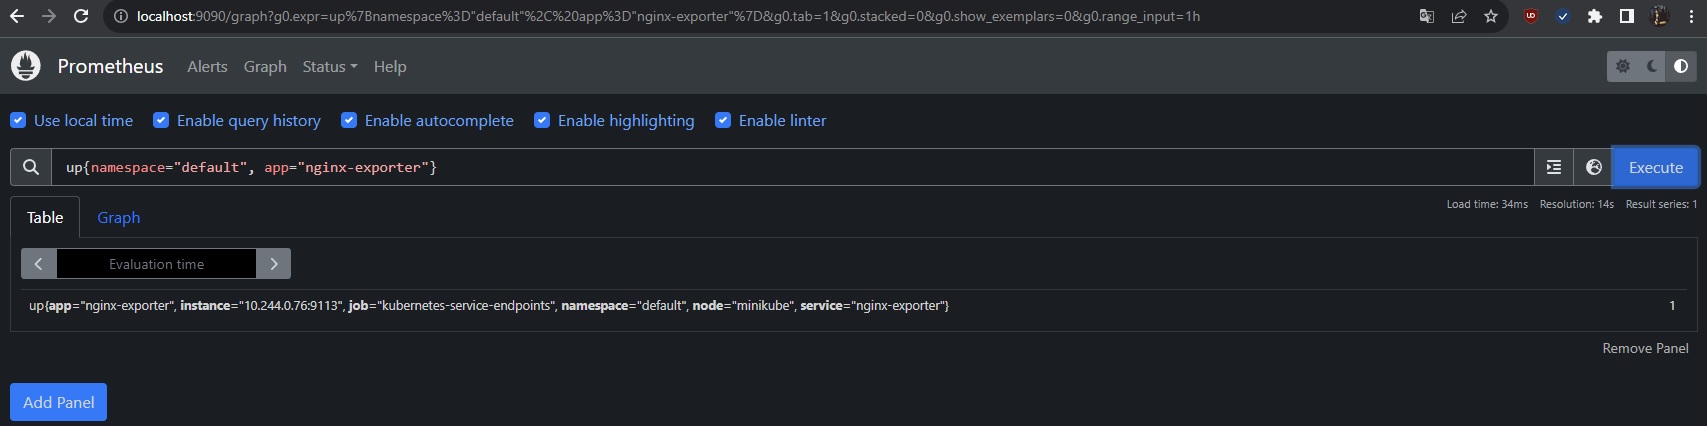 localhost:9090/graph?g0.expr=up%7Bnamespace%3D"default"%2C%20app%3D"nginx-exporter"%7D&g0.tab=1&g0.stacked=0&g0.show_exemplars=0&g0.range_input=1h
Prometheus Alerts Graph Status Help
Use local time Enable query history Enable autocomplete Enable highlighting Enable linter
up{namespace="default", app="nginx-exporter"} Execute
Load time: 34ms Resolution: 14s Result series: 1
Table Graph
Evaluation time
up{app="nginx-exporter", instance="10.244.0.76:9113", job="kubernetes-service-endpoints", namespace="default", node="minikube", service="nginx-exporter"} 1
Remove Panel
Add Panel